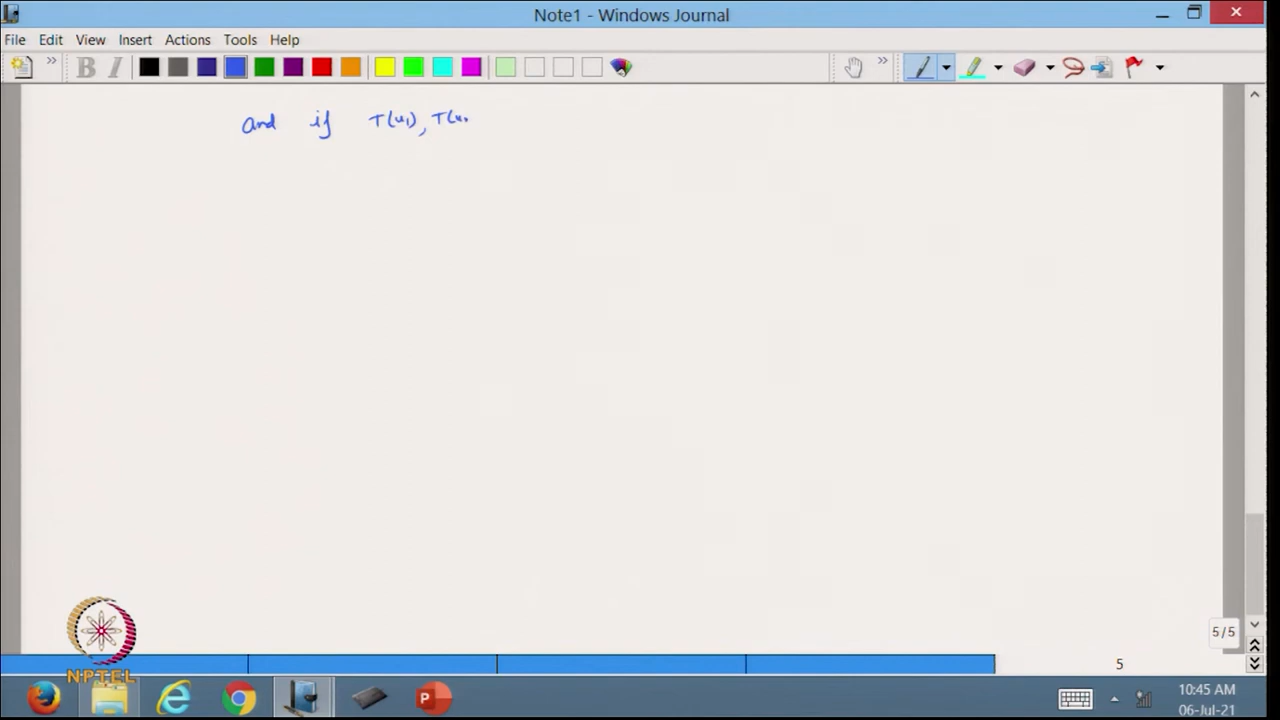 Note1 - Windows Journal
File Edit View Insert Actions Tools Help
B I
and if T(u₁), T(u
5 / 5
5
NPTEL
10:45 AM
06-Jul-21